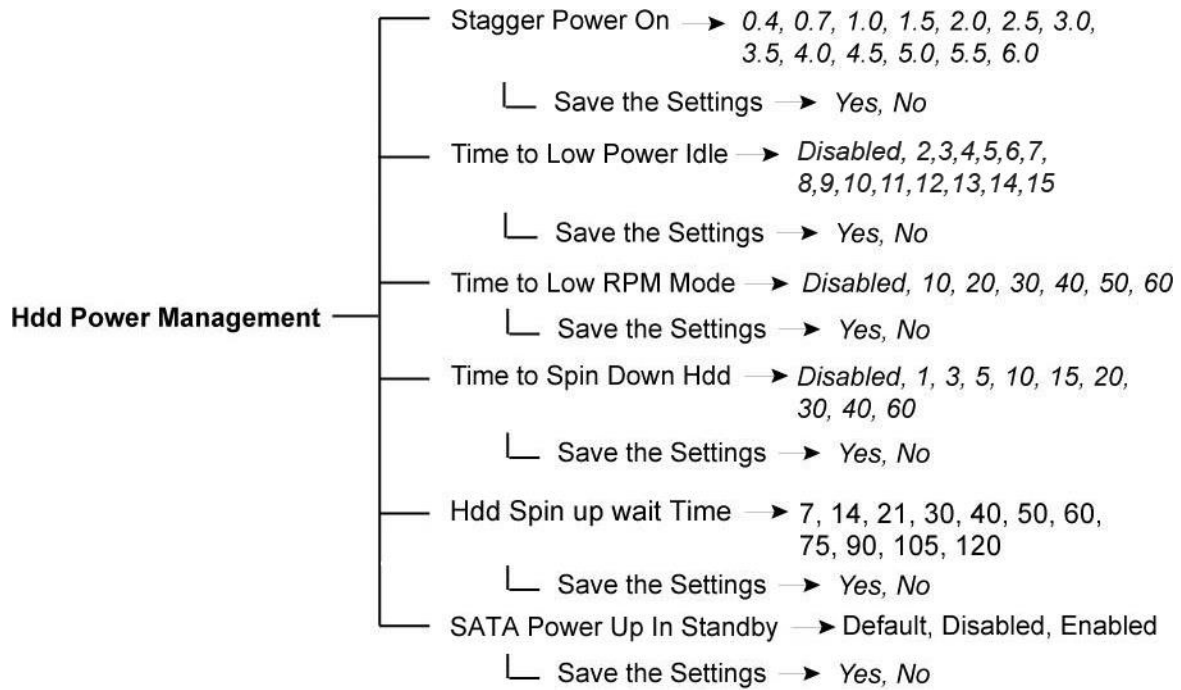 Stagger Power On → 0.4, 0.7, 1.0, 1.5, 2.0, 2.5, 3.0,
3.5, 4.0, 4.5, 5.0, 5.5, 6.0
Save the Settings → Yes, No
Time to Low Power Idle → Disabled, 2,3,4,5,6,7,
8,9,10,11,12,13,14,15
Save the Settings → Yes, No
Time to Low RPM Mode → Disabled, 10, 20, 30, 40, 50, 60
Hdd Power Management
Save the Settings → Yes, No
Time to Spin Down Hdd → Disabled, 1, 3, 5, 10, 15, 20,
30, 40, 60
Save the Settings → Yes, No
Hdd Spin up wait Time → 7, 14, 21, 30, 40, 50, 60,
75, 90, 105, 120
Save the Settings → Yes, No
SATA Power Up In Standby → Default, Disabled, Enabled
Save the Settings → Yes, No